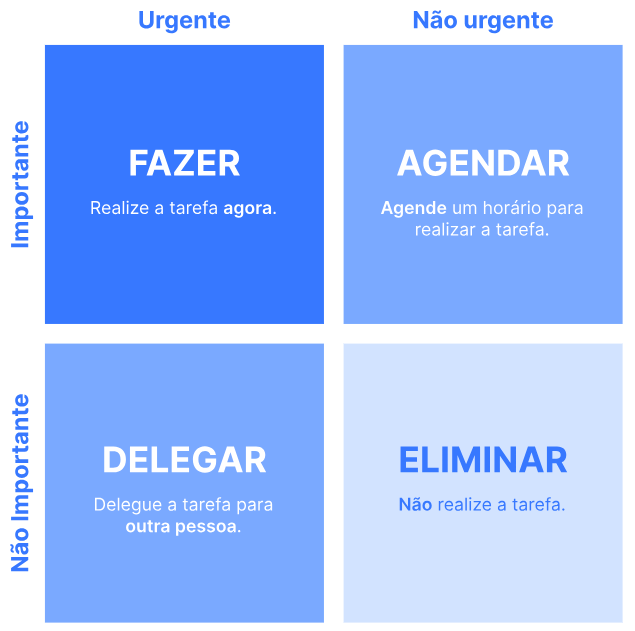 Urgente
Não urgente
Importante
FAZER
Realize a tarefa agora.
AGENDAR
Agende um horário para
realizar a tarefa.
Não Importante
DELEGAR
Delegue a tarefa para
outra pessoa.
ELIMINAR
Não realize a tarefa.